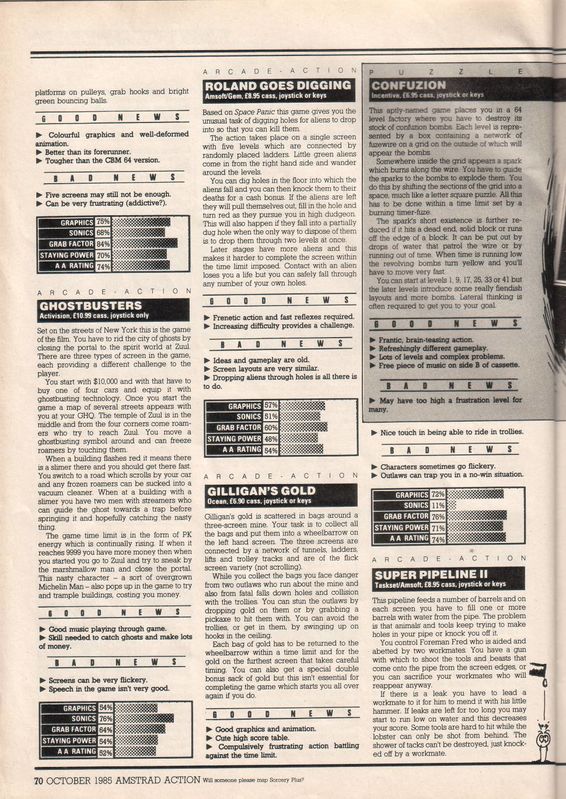 platforms on pulleys, grab hooks and bright
green bouncing balls.
GOOD NEWS
► Colourful graphics and well-deformed
animation.
► Better than its forerunner.
► Tougher than the CBM 64 version.
BAD NEWS
► Five screens may still not be enough.
► Can be very frustrating (addictive?).
GRAPHICS 75%
SONICS 68%
GRAB FACTOR 84%
STAYING POWER 70%
AA RATING 74%
ARCADE-ACTION
GHOSTBUSTERS
Activision, £10.99 cass, joystick only
Set on the streets of New York this is the game
of the film. You have to rid the city of ghosts by
closing the portal to the spirit world at Zuul.
There are three types of screen in the game,
each providing a different challenge to the
player.
You start with $10,000 and with that have to
buy one of four cars and equip it with
ghostbusting technology. Once you start the
game a map of several streets appears with
you at your GHQ. The temple of Zuul is in the
middle and from the four corners come roam-
ers who try to reach Zuul. You move a
ghostbusting symbol around and can freeze
roamers by touching them.
When a building flashes red it means there
is a slimer there and you should get there fast.
You switch to a road which scrolls by your car
and any frozen roamers can be sucked into a
vacuum cleaner. When at a building with a
slimer you have two men with streamers who
can guide the ghost towards a trap before
springing it and hopefully catching the nasty
thing.
The game time limit is in the form of PK
energy which is continually rising. If when it
reaches 9999 you have more money then when
you started you go to Zuul and try to sneak by
the marshmallow man and close the portal.
This nasty character – a sort of overgrown
Michelin Man – also pops up in the game to try
and trample buildings, costing you money.
GOOD NEWS
► Good music playing through game.
► Skill needed to catch ghosts and make lots
of money.
BAD NEWS
► Screens can be very flickery.
► Speech in the game isn't very good.
GRAPHICS 54%
SONICS 76%
GRAB FACTOR 64%
STAYING POWER 54%
AA RATING 52%
ARCADE-ACTION
ROLAND GOES DIGGING
Amsoft/Gem, £8.95 cass, joystick or keys
Based on Space Panic this game gives you the
unusual task of digging holes for aliens to drop
into so that you can kill them.
The action takes place on a single screen
with five levels which are connected by
randomly placed ladders. Little green aliens
come in from the right hand side and wander
around the levels.
You can dig holes in the floor into which the
aliens fall and you can then knock them to their
deaths for a cash bonus. If the aliens are left
they will pull themselves out, fill in the hole and
turn red as they pursue you in high dudgeon.
This will also happen if they fall into a partially
dug hole when the only way to dispose of them
is to drop them through two levels at once.
Later stages have more aliens and this
makes it harder to complete the screen within
the time limit imposed. Contact with an alien
loses you a life but you can safely fall through
any number of your own holes.
GOOD NEWS
► Frenetic action and fast reflexes required.
► Increasing difficulty provides a challenge.
BAD NEWS
► Ideas and gameplay are old.
► Screen layouts are very similar.
► Dropping aliens through holes is all there is
to do.
GRAPHICS 57%
SONICS 61%
GRAB FACTOR 60%
STAYING POWER 48%
AA RATING 54%
ARCADE-ACTION
GILLIGAN'S GOLD
Ocean, £6.90 cass, joystick or keys
Gilligan's gold is scattered in bags around a
three-screen mine. Your task is to collect all
the bags and put them into a wheelbarrow on
the left hand screen. The three screens are
connected by a network of tunnels, ladders,
lifts and trolley tracks and are of the flick
screen variety (not scrolling).
While you collect the bags you face danger
from two outlaws who run about the mine and
also from fatal falls down holes and collision
with the trollies. You can stun the outlaws by
dropping gold on them or by grabbing a
pickaxe to hit them with. You can avoid the
trollies, or get in them, by swinging up on
hooks in the ceiling.
Each bag of gold has to be returned to the
wheelbarrow within a time limit and for the
gold on the furthest screen that takes careful
timing. You can also get a special double
bonus sack of gold but this isn't essential for
completing the game which starts you all over
again if you do.
GOOD NEWS
► Good graphics and animation.
► Cute high score table.
► Compulsively frustrating action battling
against the time limit.
PUZZLE
CONFUZION
Incentive, £6.95 cass, joystick or keys
This aptly-named game places you in a 64
level factory where you have to destroy its
stock of confusion bombs. Each level is repre-
sented by a box containing a network of
fuzewire on a grid on the outside of which will
appear the bombs.
Somewhere inside the grid appears a spark
which burns along the wire. You have to guide
the sparks to the bombs to explode them. You
do this by shifting the sections of the grid into a
space, much like a letter square puzzle. All this
has to be done within a time limit set by a
burning timer-fuze.
The spark's short existence is further re-
duced if it hits a dead end, solid block or runs
off the edge of a block. It can be put out by
drops of water that patrol the wire or by
running out of time. When time is running low
the revolving bombs turn yellow and you'll
have to move very fast.
You can start at levels 1, 9, 17, 25, 33 or 41 but
the later levels introduce some really fiendish
layouts and more bombs. Lateral thinking is
often required to get you to your goal.
GOOD NEWS
► Frantic, brain-teasing action.
► Refreshingly different gameplay.
► Lots of levels and complex problems.
► Free piece of music on side B of cassette.
BAD NEWS
► May have too high a frustration level for
many.
► Nice touch in being able to ride in trollies.
BAD NEWS
► Characters sometimes go flickery.
► Outlaws can trap you in a no-win situation.
GRAPHICS 73%
SONICS 11%
GRAB FACTOR 76%
STAYING POWER 71%
AA RATING 74%
ARCADE-ACTION
SUPER PIPELINE II
Taskset/Amsoft, £8.95 cass, joystick or keys
This pipeline feeds a number of barrels and on
each screen you have to fill one or more
barrels with water from the pipe. The problem
is that animals and tools keep trying to make
holes in your pipe or knock you off it.
You control Foreman Fred who is aided and
abetted by two workmates. You have a gun
with which to shoot the tools and beasts that
come onto the pipe from the screen edges, or
you can sacrifice your workmates who will
reappear anyway.
If there is a leak you have to lead a
workmate to it for him to mend it with his little
hammer. If leaks are left for too long you may
start to run low on water and this decreases
your score. Some tools are hard to hit while the
lobster can only be shot from behind. The
shower of tacks can't be destroyed, just knock-
ed off by a workmate.
70 OCTOBER 1985 AMSTRAD ACTION Will someone please map Sorcery Plus?